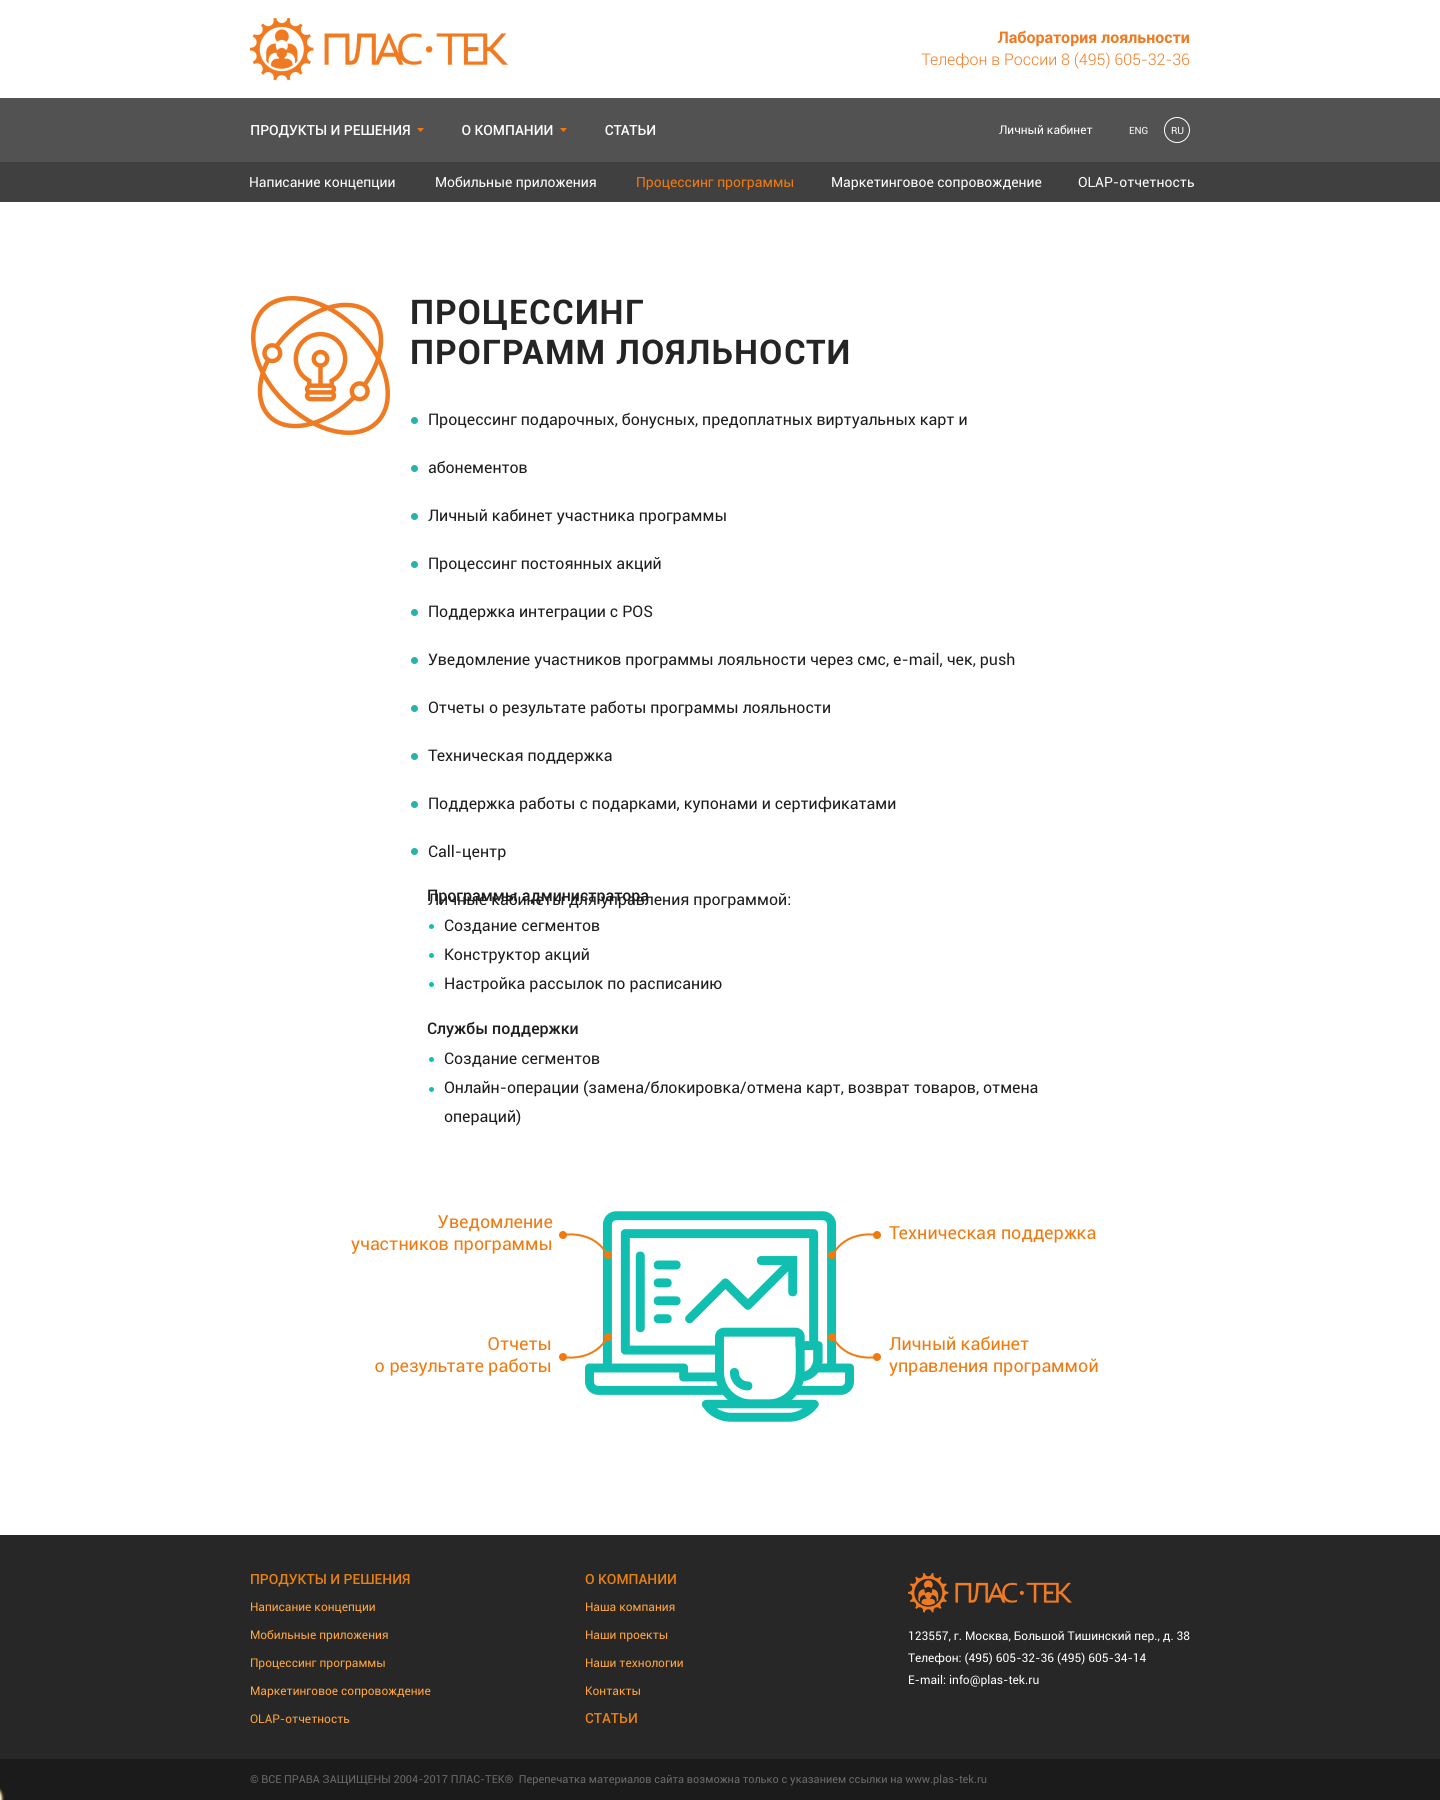 ПЛАС·ТЕК
Лаборатория лояльности
Телефон в России 8 (495) 605-32-36
ПРОДУКТЫ И РЕШЕНИЯ
О КОМПАНИИ
СТАТЬИ
Личный кабинет
ENG
RU
Написание концепции
Мобильные приложения
Процессинг программы
Маркетинговое сопровождение
OLAP-отчетность
ПРОЦЕССИНГ
ПРОГРАММ ЛОЯЛЬНОСТИ
Процессинг подарочных, бонусных, предоплатных виртуальных карт и
абонементов
Личный кабинет участника программы
Процессинг постоянных акций
Поддержка интеграции с POS
Уведомление участников программы лояльности через смс, e-mail, чек, push
Отчеты о результате работы программы лояльности
Техническая поддержка
Поддержка работы с подарками, купонами и сертификатами
Call-центр
Программы администратора
Личные кабинеты для управления программой:
Создание сегментов
Конструктор акций
Настройка рассылок по расписанию
Службы поддержки
Создание сегментов
Онлайн-операции (замена/блокировка/отмена карт, возврат товаров, отмена
операций)
Уведомление
участников программы
Техническая поддержка
Отчеты
о результате работы
Личный кабинет
управления программой
ПРОДУКТЫ И РЕШЕНИЯ
Написание концепции
Мобильные приложения
Процессинг программы
Маркетинговое сопровождение
OLAP-отчетность
О КОМПАНИИ
Наша компания
Наши проекты
Наши технологии
Контакты
СТАТЬИ
ПЛАС·ТЕК
123557, г. Москва, Большой Тишинский пер., д. 38
Телефон: (495) 605-32-36 (495) 605-34-14
E-mail: info@plas-tek.ru
© ВСЕ ПРАВА ЗАЩИЩЕНЫ 2004-2017 ПЛАС-ТЕК® Перепечатка материалов сайта возможна только с указанием ссылки на www.plas-tek.ru